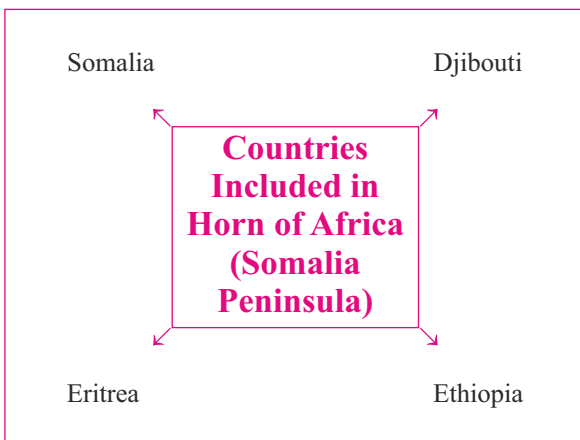 Somalia
Djibouti
Countries
Included in
Horn of Africa
(Somalia
Peninsula)
Eritrea
Ethiopia